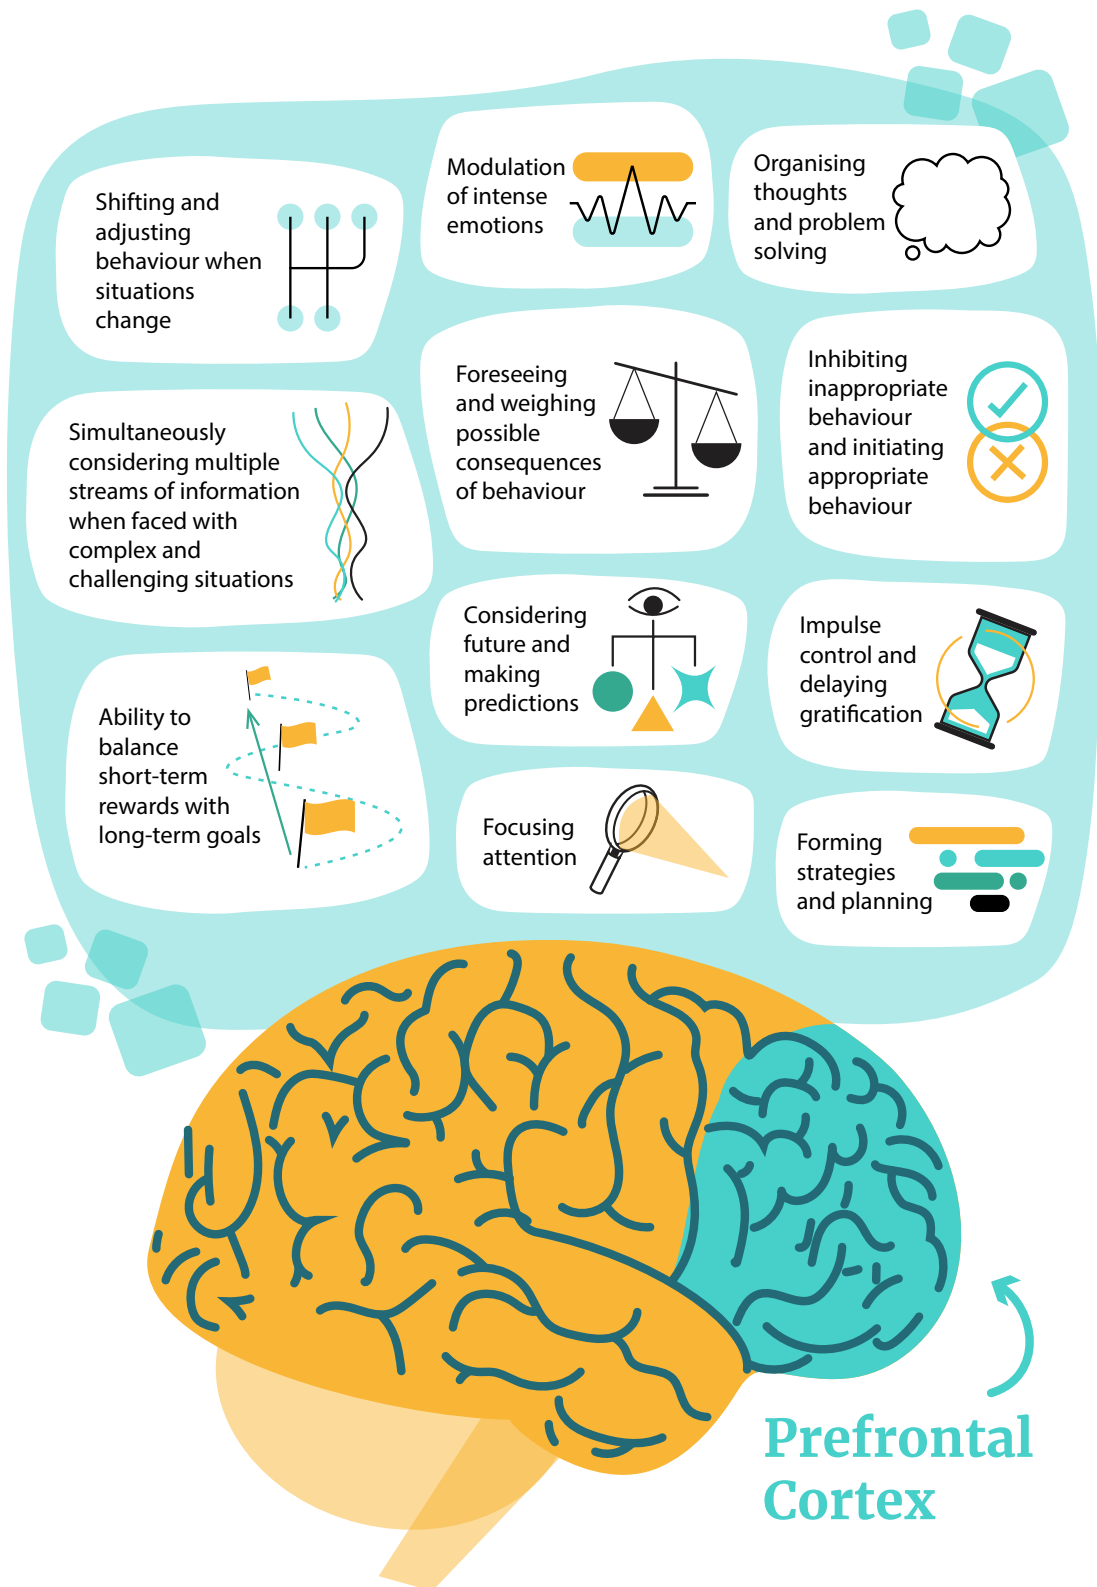 Shifting and
adjusting
behaviour when
situations
change
Modulation
of intense
emotions
Organising
thoughts
and problem
solving
Simultaneously
considering multiple
streams of information
when faced with
complex and
challenging situations
Foreseeing
and weighing
possible
consequences
of behaviour
Inhibiting
inappropriate
behaviour
and initiating
appropriate
behaviour
Ability to
balance
short-term
rewards with
long-term goals
Considering
future and
making
predictions
Impulse
control and
delaying
gratification
Focusing
attention
Forming
strategies
and planning
Prefrontal
Cortex